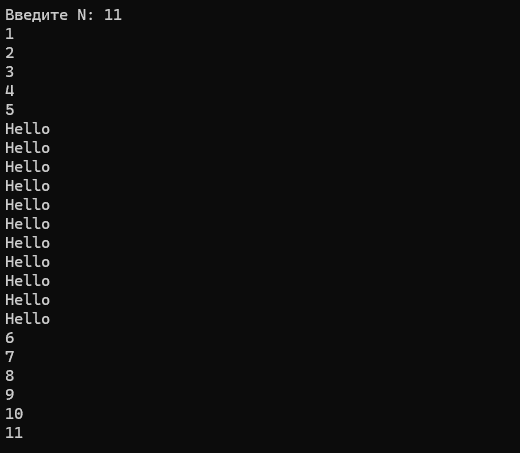 Введите N: 11
1
2
3
4
5
Hello
Hello
Hello
Hello
Hello
Hello
Hello
Hello
Hello
Hello
Hello
6
7
8
9
10
11